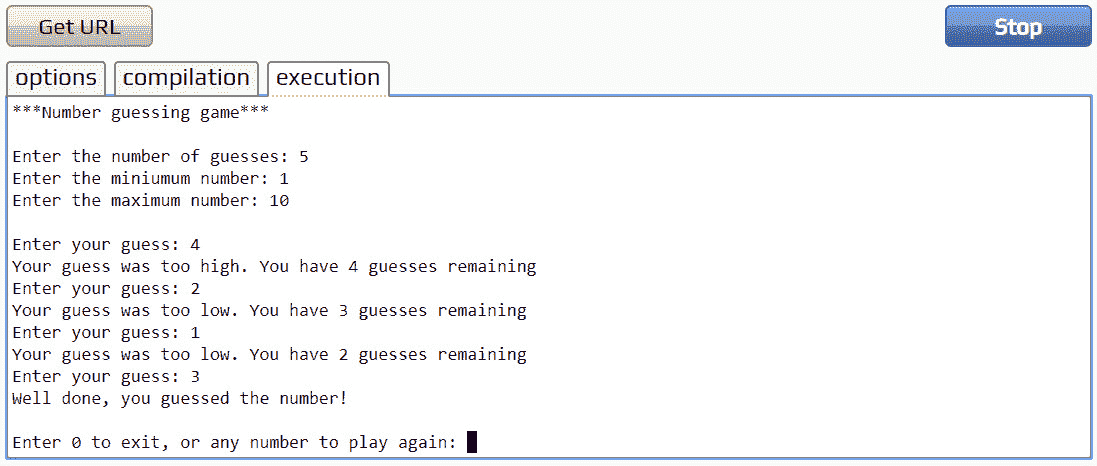 Get URL
Stop
options
compilation
execution
***Number guessing game***
Enter the number of guesses: 5
Enter the miniumum number: 1
Enter the maximum number: 10
Enter your guess: 4
Your guess was too high. You have 4 guesses remaining
Enter your guess: 2
Your guess was too low. You have 3 guesses remaining
Enter your guess: 1
Your guess was too low. You have 2 guesses remaining
Enter your guess: 3
Well done, you guessed the number!
Enter 0 to exit, or any number to play again: